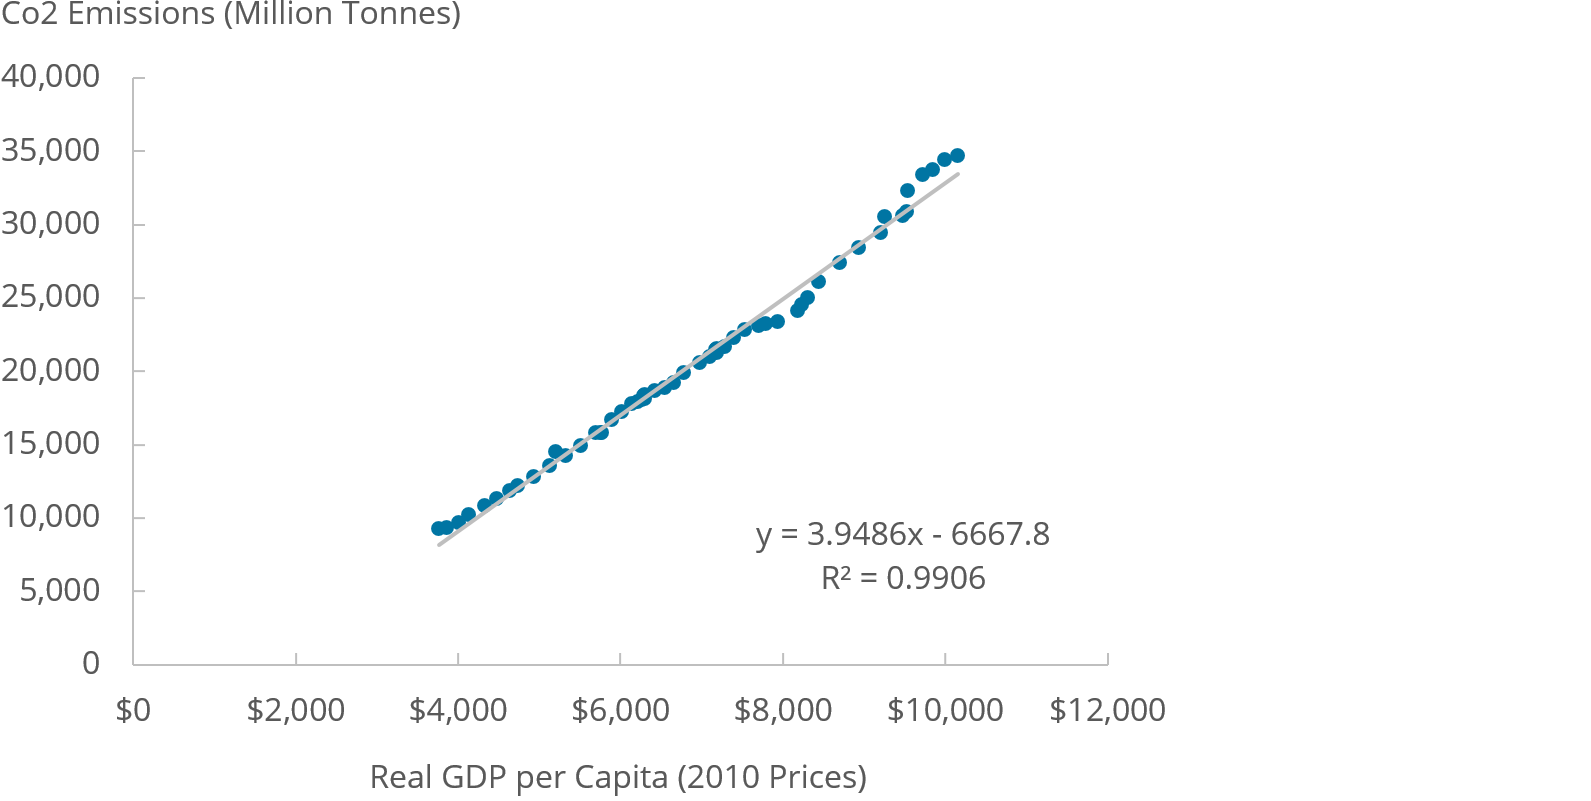 Co2 Emissions (Million Tonnes)
40,000
35,000
30,000
25,000
20,000
15,000
10,000
5,000
0
y = 3.9486x - 6667.8
R² = 0.9906
$0 $2,000 $4,000 $6,000 $8,000 $10,000 $12,000
Real GDP per Capita (2010 Prices)